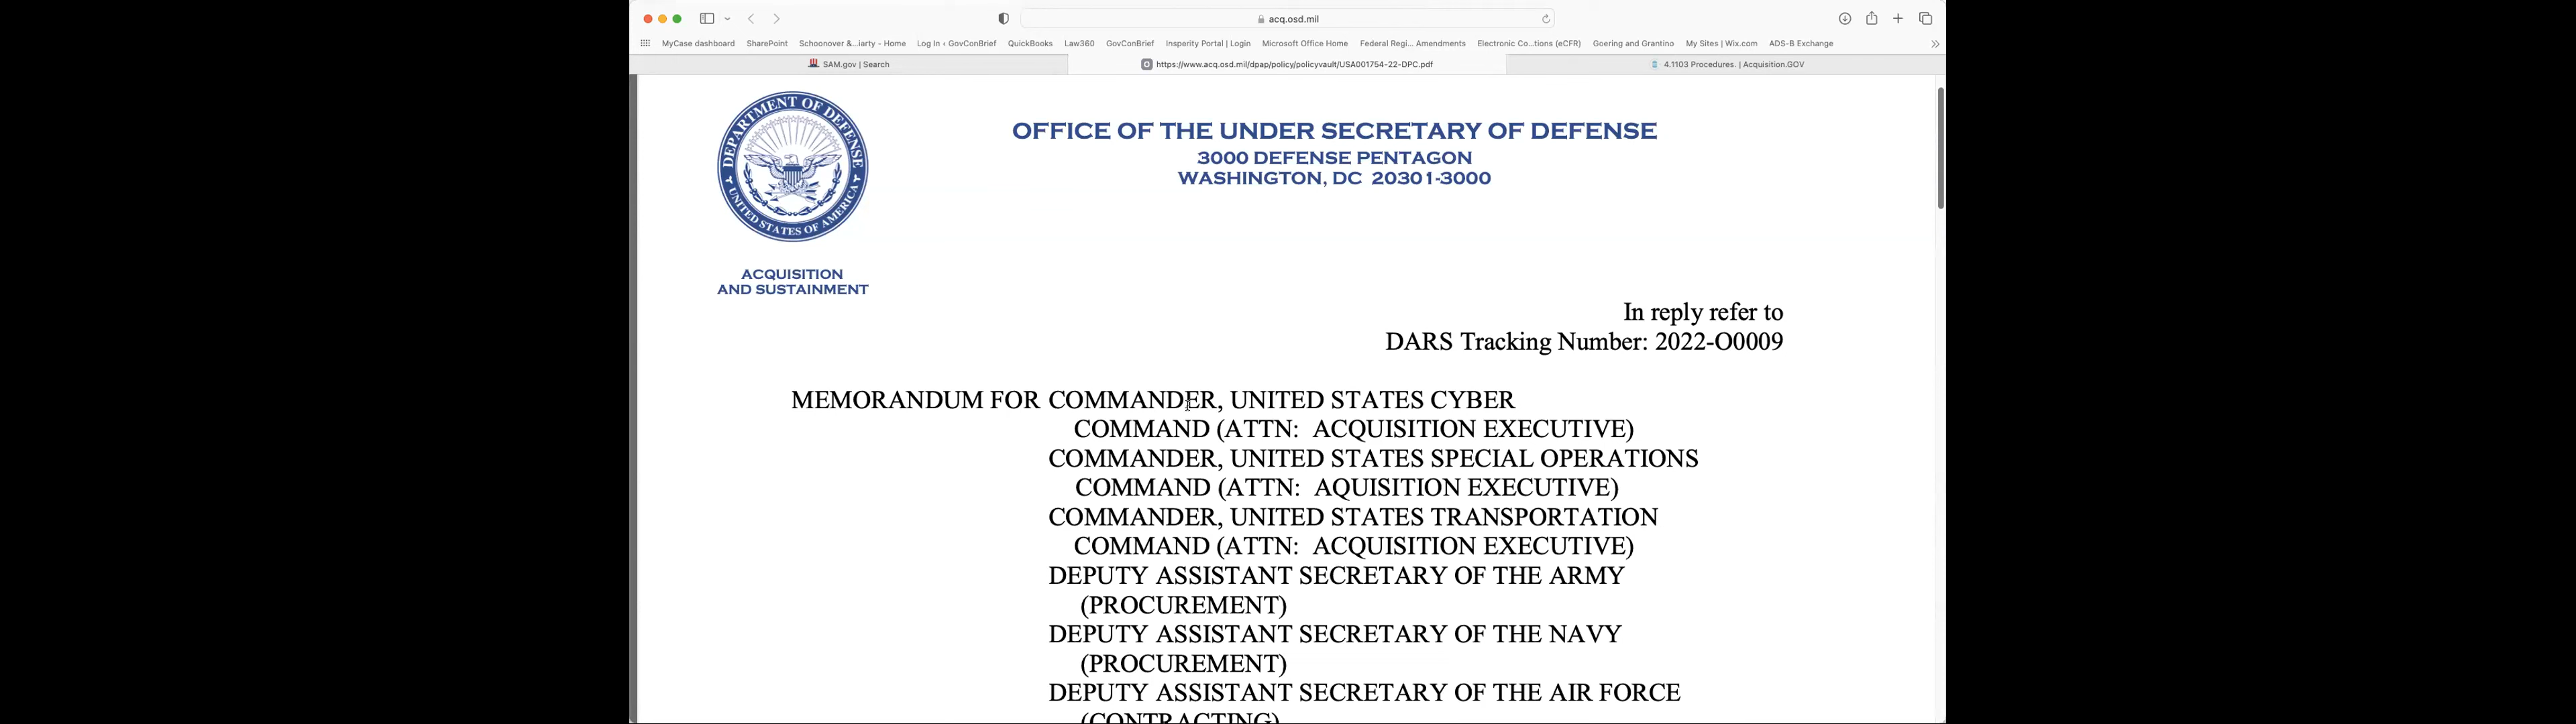 acq.osd.mil
MyCase dashboard SharePoint Schoonover &...iarty - Home Log In ‹ GovConBrief QuickBooks Law360 GovConBrief Insperity Portal | Login Microsoft Office Home Federal Regi... Amendments Electronic Co...tions (eCFR) Goering and Grantino My Sites | Wix.com ADS-B Exchange
SAM.gov | Search https://www.acq.osd.mil/dpap/policy/policyvault/USA001754-22-DPC.pdf 4.1103 Procedures. | Acquisition.GOV
DEPARTMENT OF DEFENSE
UNITED STATES OF AMERICA
OFFICE OF THE UNDER SECRETARY OF DEFENSE
3000 DEFENSE PENTAGON
WASHINGTON, DC 20301-3000
ACQUISITION
AND SUSTAINMENT
In reply refer to
DARS Tracking Number: 2022-O0009
MEMORANDUM FOR COMMANDER, UNITED STATES CYBER
COMMAND (ATTN: ACQUISITION EXECUTIVE)
COMMANDER, UNITED STATES SPECIAL OPERATIONS
COMMAND (ATTN: AQUISITION EXECUTIVE)
COMMANDER, UNITED STATES TRANSPORTATION
COMMAND (ATTN: ACQUISITION EXECUTIVE)
DEPUTY ASSISTANT SECRETARY OF THE ARMY
(PROCUREMENT)
DEPUTY ASSISTANT SECRETARY OF THE NAVY
(PROCUREMENT)
DEPUTY ASSISTANT SECRETARY OF THE AIR FORCE
(CONTRACTING)